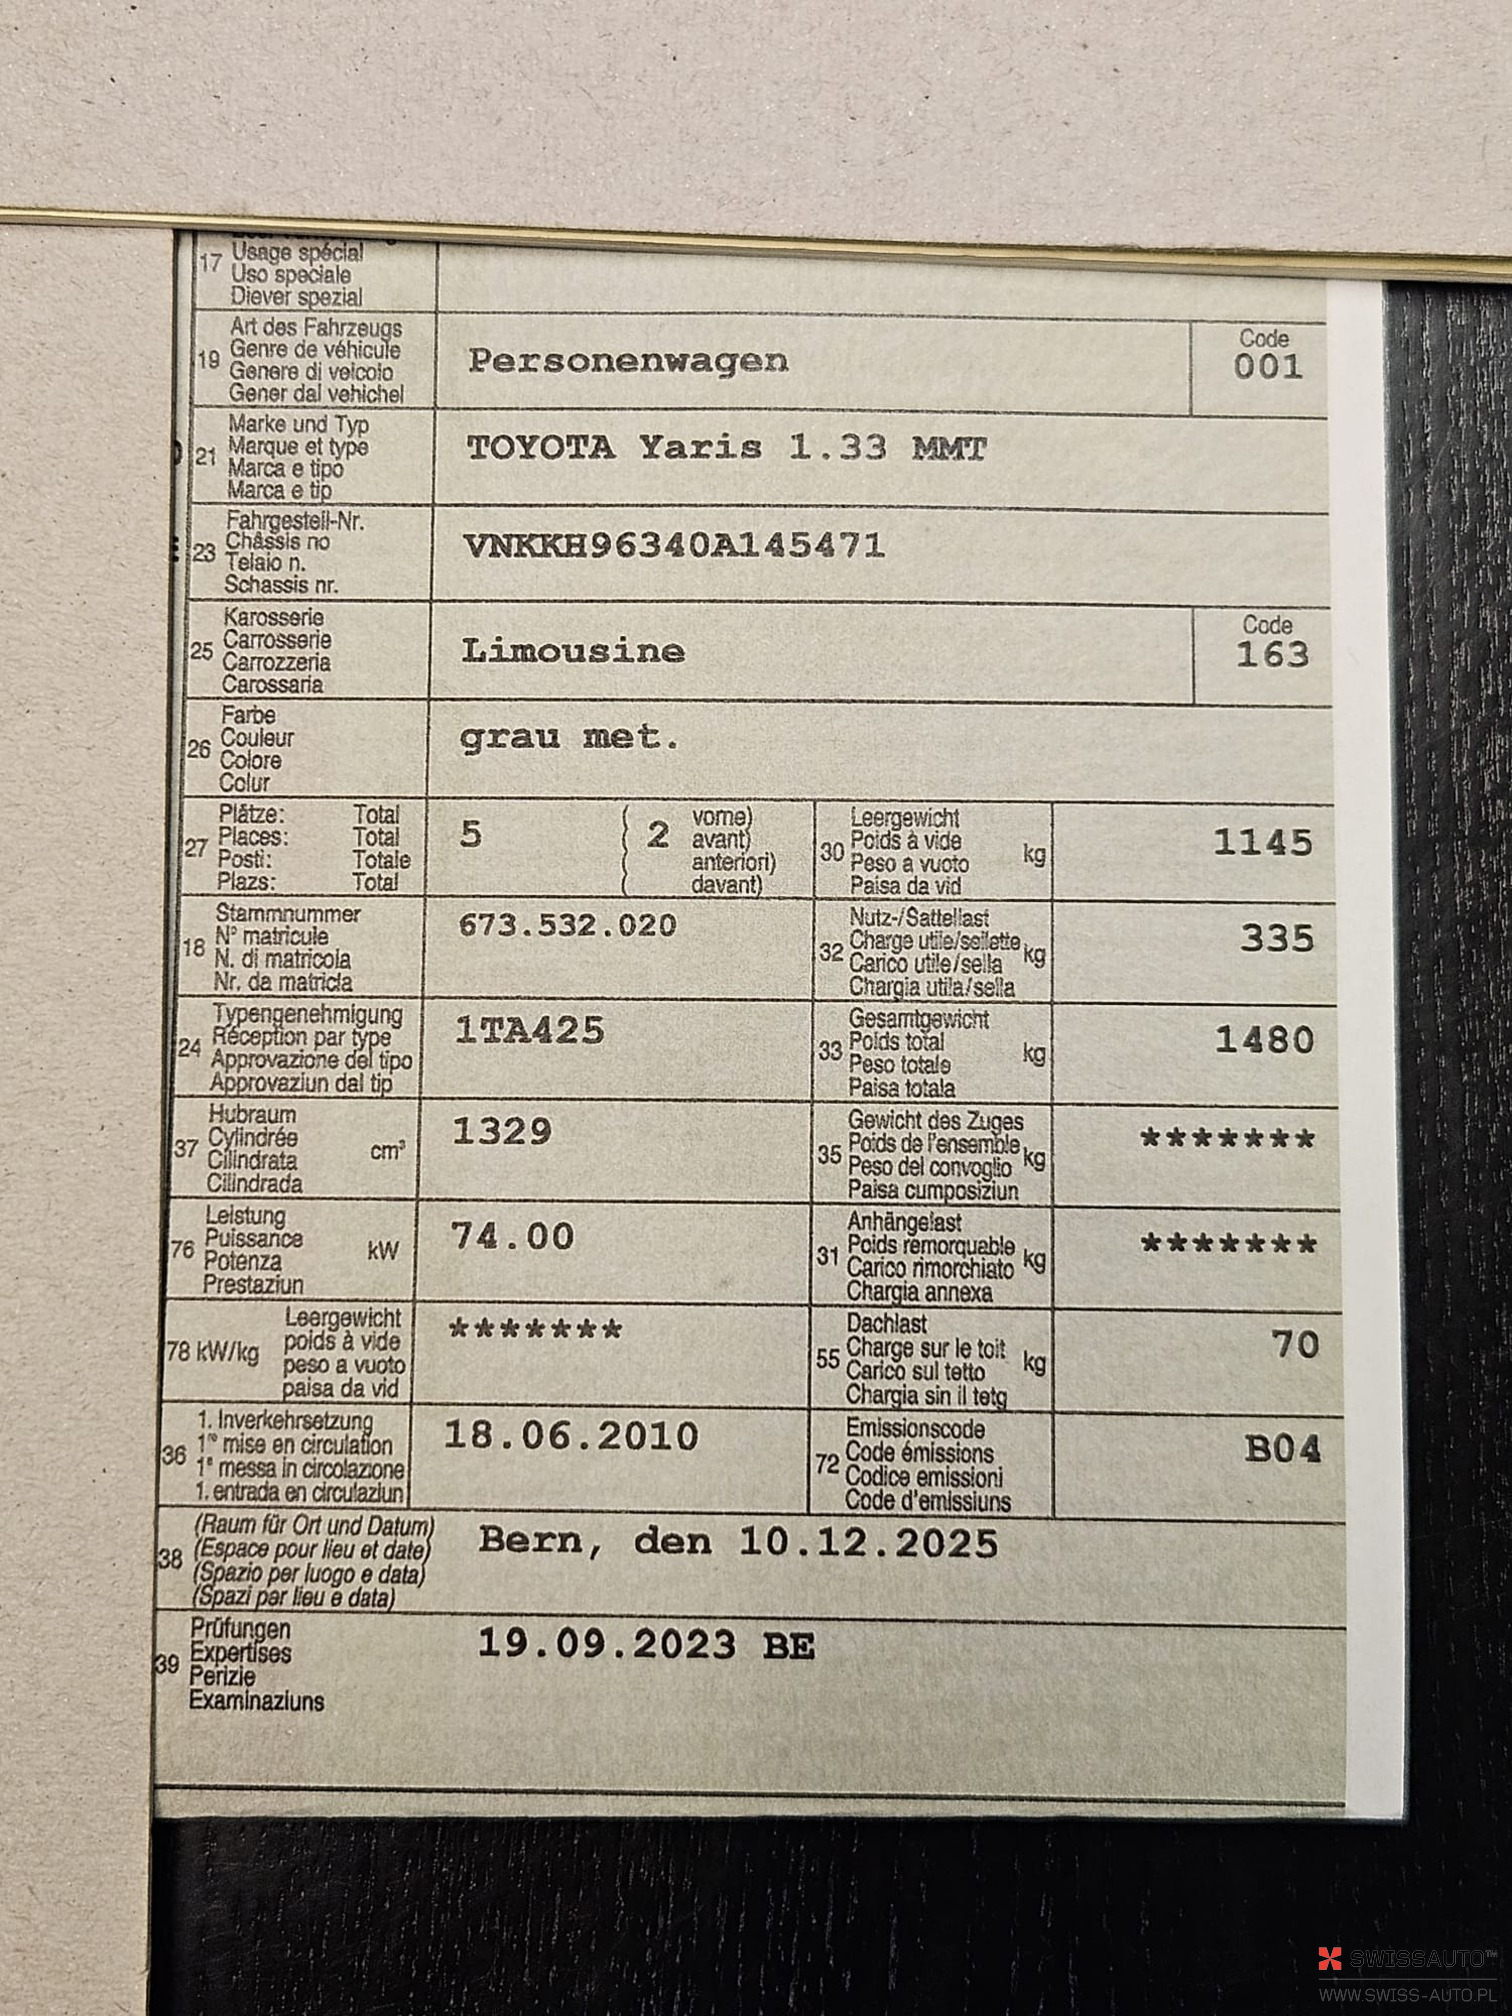 17 Usage spécial
Uso speciale
Diever spezial
19 Art des Fahrzeugs
Genre de véhicule
Genere di veicolo
Gener dal vehichel
Personenwagen
Code
001
21 Marke und Typ
Marque et type
Marca e tipo
Marca e tip
TOYOTA Yaris 1.33 MMT
23 Fahrgestell-Nr.
Châssis no
Telaio n.
Schassis nr.
VNKKH96340A145471
25 Karosserie
Carrosserie
Carrozzeria
Carossaria
Limousine
Code
163
26 Farbe
Couleur
Colore
Colur
grau met.
27 Plätze: Total
Places: Total
Posti: Totale
Plazs: Total
5 ( 2 vorne)
avant)
anteriori)
davant)
30 Leergewicht
Poids à vide
Peso a vuoto
Paisa da vid
kg
1145
18 Stammnummer
N° matricule
N. di matricola
Nr. da matricla
673.532.020
32 Nutz-/Sattellast
Charge utile/sellette
Carico utile/sella
Chargia utila/sella
kg
335
24 Typengenehmigung
Réception par type
Approvazione del tipo
Approvaziun dal tip
1TA425
33 Gesamtgewicht
Poids total
Peso totale
Paisa totala
kg
1480
37 Hubraum
Cylindrée
Cilindrata
Cilindrada
cm³
1329
35 Gewicht des Zuges
Poids de l'ensemble
Peso del convoglio
Paisa cumposiziun
kg
*******
76 Leistung
Puissance
Potenza
Prestaziun
kW
74.00
31 Anhängelast
Poids remorquable
Carico rimorchiato
Chargia annexa
kg
*******
78 kW/kg Leergewicht
poids à vide
peso a vuoto
paisa da vid
*******
55 Dachlast
Charge sur le toit
Carico sul tetto
Chargia sin il tetg
kg
70
36 1. Inverkehrsetzung
1re mise en circulation
1a messa in circolazione
1. entrada en circulaziun
18.06.2010
72 Emissionscode
Code émissions
Codice emissioni
Code d'emissiuns
B04
38 (Raum für Ort und Datum)
(Espace pour lieu et date)
(Spazio per luogo e data)
(Spazi per lieu e data)
Bern, den 10.12.2025
39 Prüfungen
Expertises
Perizie
Examinaziuns
19.09.2023 BE
SWISSAUTO™
WWW.SWISS-AUTO.PL